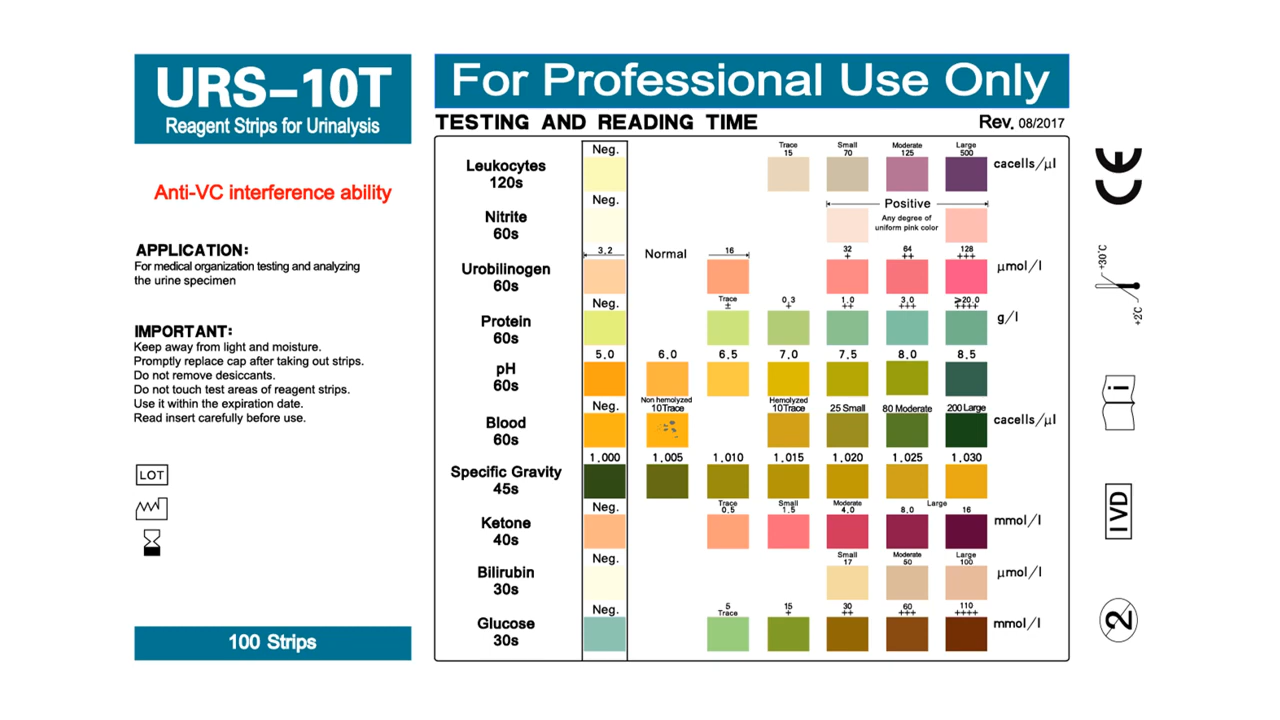 URS-10T
Reagent Strips for Urinalysis
Anti-VC interference ability
APPLICATION:
For medical organization testing and analyzing
the urine specimen
IMPORTANT:
Keep away from light and moisture.
Promptly replace cap after taking out strips.
Do not remove desiccants.
Do not touch test areas of reagent strips.
Use it within the expiration date.
Read insert carefully before use.
LOT
100 Strips
For Professional Use Only
TESTING AND READING TIME
Rev. 08/2017
Leukocytes
120s
Neg.
Trace
15
Small
70
Moderate
125
Large
500
cacells/μl
Nitrite
60s
Neg.
Positive
Any degree of
uniform pink color
Urobilinogen
60s
3.2
Normal
16
32
+
64
++
128
+++
μmol/l
Protein
60s
Neg.
Trace
±
0.3
+
1.0
++
3.0
+++
≥20.0
++++
g/l
pH
60s
5.0 6.0 6.5 7.0 7.5 8.0 8.5
Blood
60s
Neg.
Non hemolyzed
10Trace
Hemolyzed
10Trace
25 Small
80 Moderate
200 Large
cacells/μl
Specific Gravity
45s
1.000 1.005 1.010 1.015 1.020 1.025 1.030
Ketone
40s
Neg.
Trace
0.5
Small
1.5
Moderate
4.0
Large
8.0 16
mmol/l
Bilirubin
30s
Neg.
Small
17
Moderate
50
Large
100
μmol/l
Glucose
30s
Neg.
5
Trace
15
+
30
++
60
+++
110
++++
mmol/l
CE
+30°C
+2°C
i
IVD
2